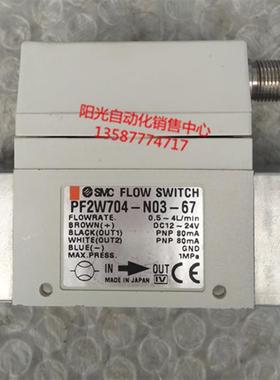 阳光自动化销售中心
13587774717
SMC FLOW SWITCH
PF2W704-N03-67
FLOWRATE. 0.5~4L/min
BROWN(+) DC12~24V
BLACK(OUT1) PNP 80mA
WHITE(OUT2) PNP 80mA
BLUE(-) GND
MAX.PRESS. 1MPa
IN OUT
MADE IN JAPAN IV